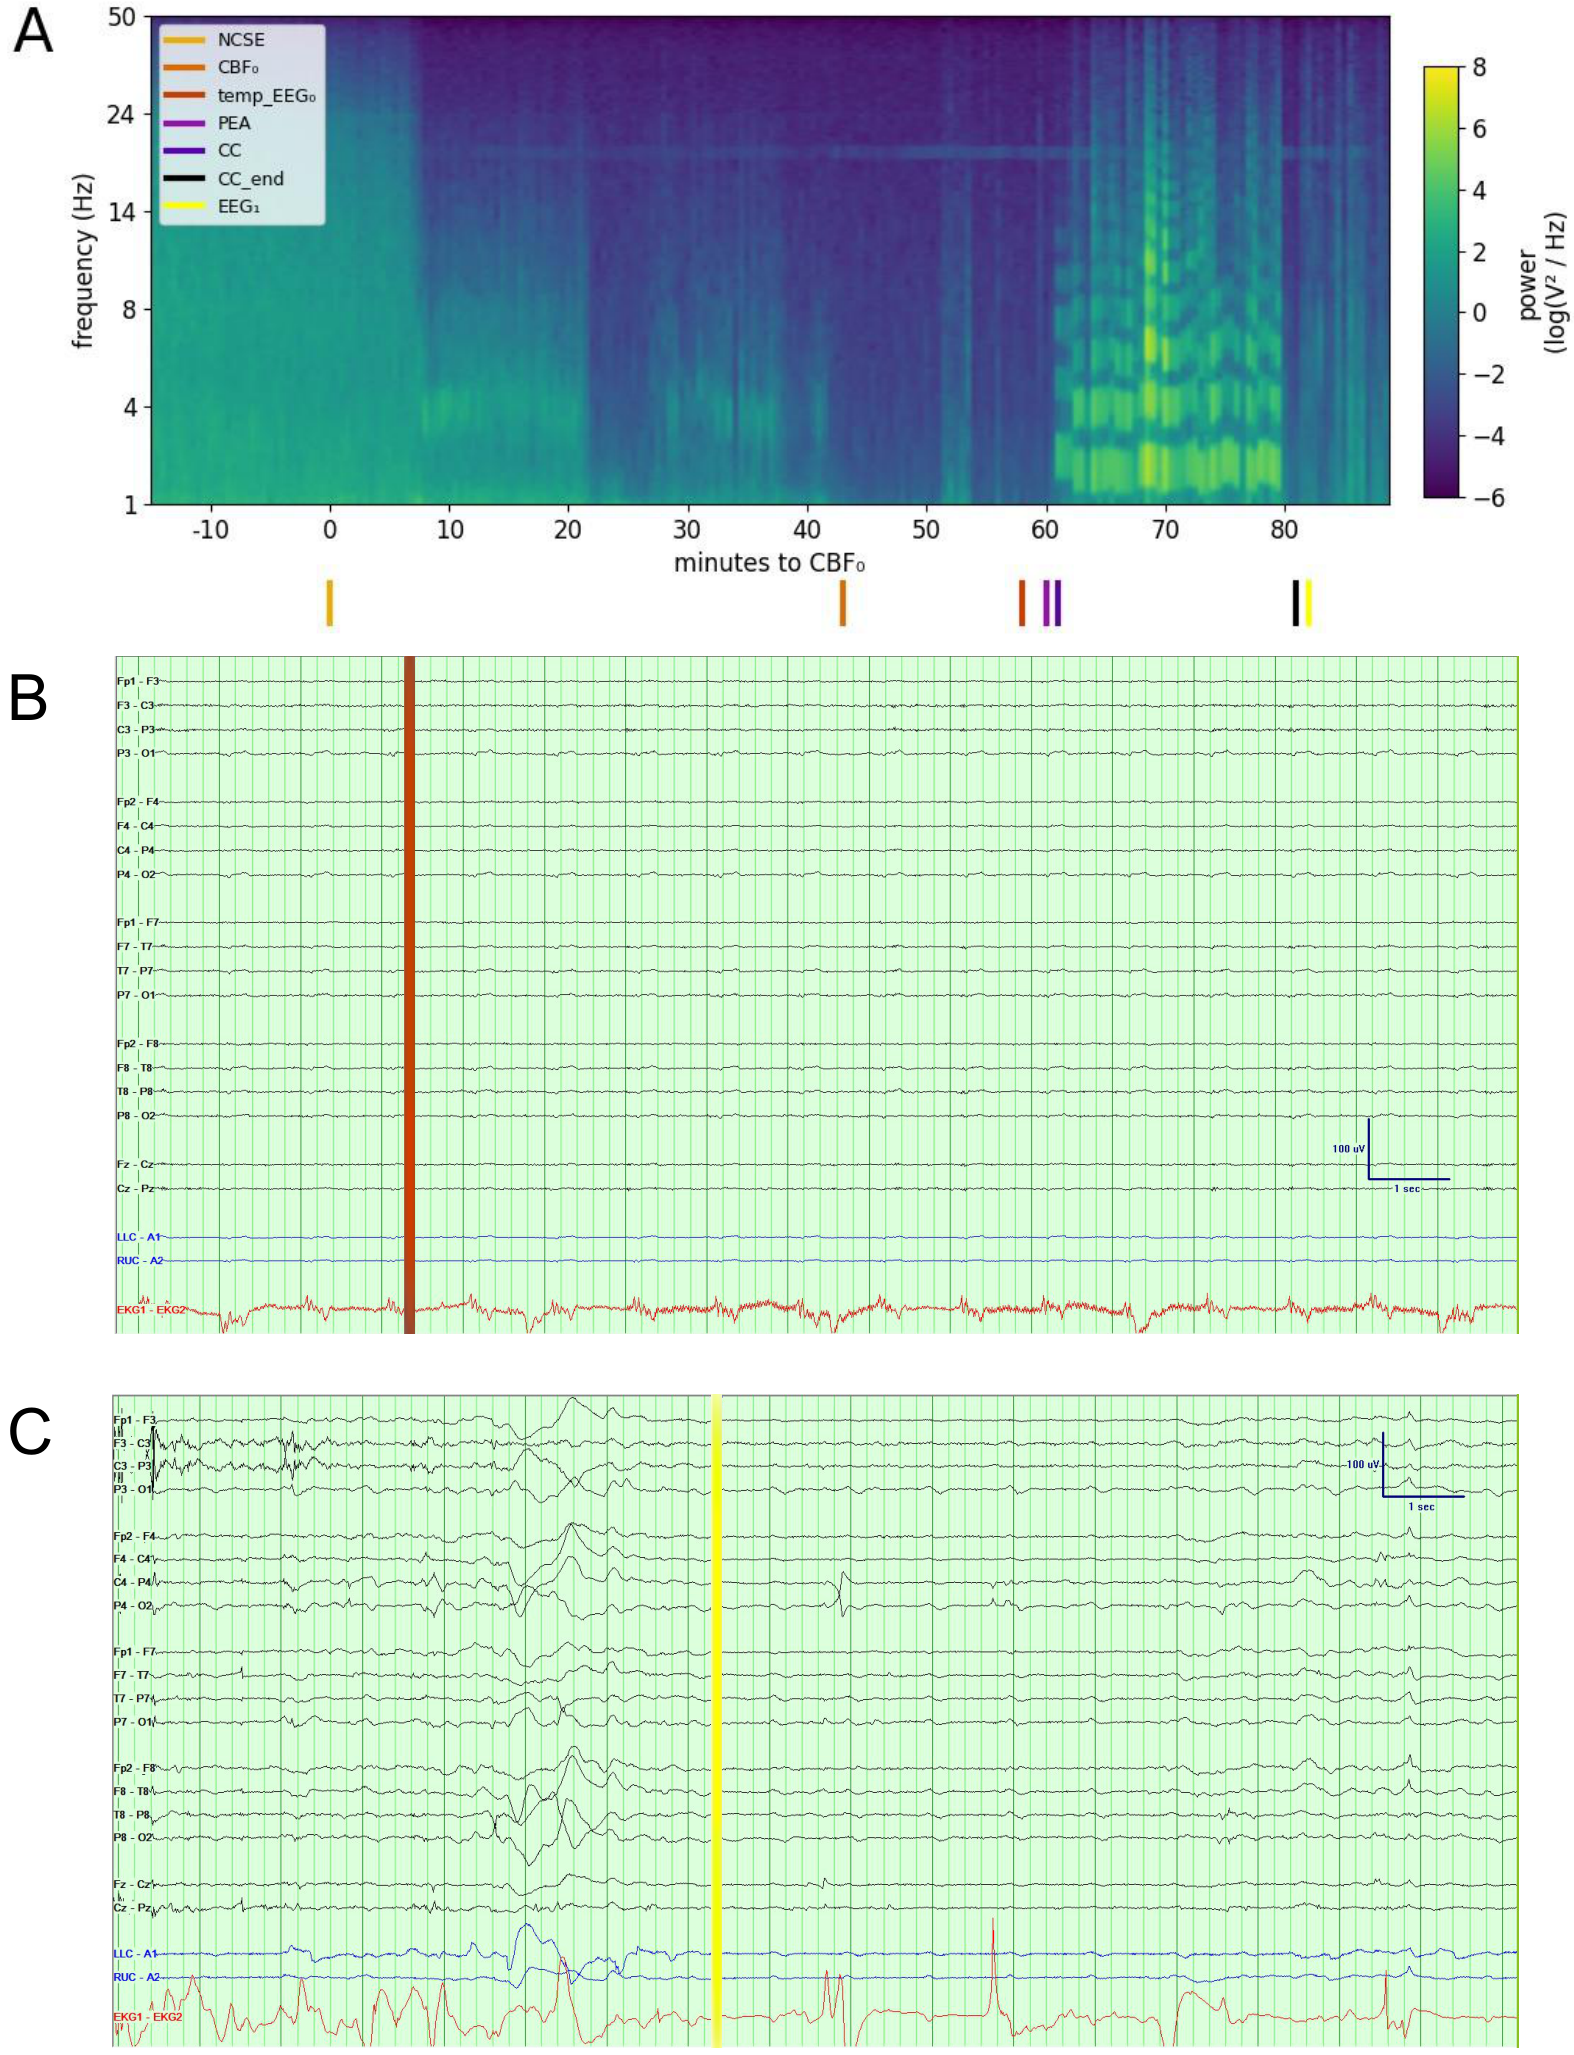 A
50
24
14
8
4
1
frequency (Hz)
NCSE
CBF₀
temp_EEG₀
PEA
CC
CC_end
EEG₁
-10 0 10 20 30 40 50 60 70 80
minutes to CBF₀
8
6
4
2
0
−2
−4
−6
power
(log(V² / Hz)
B
Fp1 - F3
F3 - C3
C3 - P3
P3 - O1
Fp2 - F4
F4 - C4
C4 - P4
P4 - O2
Fp1 - F7
F7 - T7
T7 - P7
P7 - O1
Fp2 - F8
F8 - T8
T8 - P8
P8 - O2
100 uV
1 sec
Fz - Cz
Cz - Pz
LLC - A1
RUC - A2
EKG1 - EKG2
C
Fp1 - F3
F3 - C3
C3 - P3
P3 - O1
100 uV
1 sec
Fp2 - F4
F4 - C4
C4 - P4
P4 - O2
Fp1 - F7
F7 - T7
T7 - P7
P7 - O1
Fp2 - F8
F8 - T8
T8 - P8
P8 - O2
Fz - Cz
Cz - Pz
LLC - A1
RUC - A2
EKG1 - EKG2